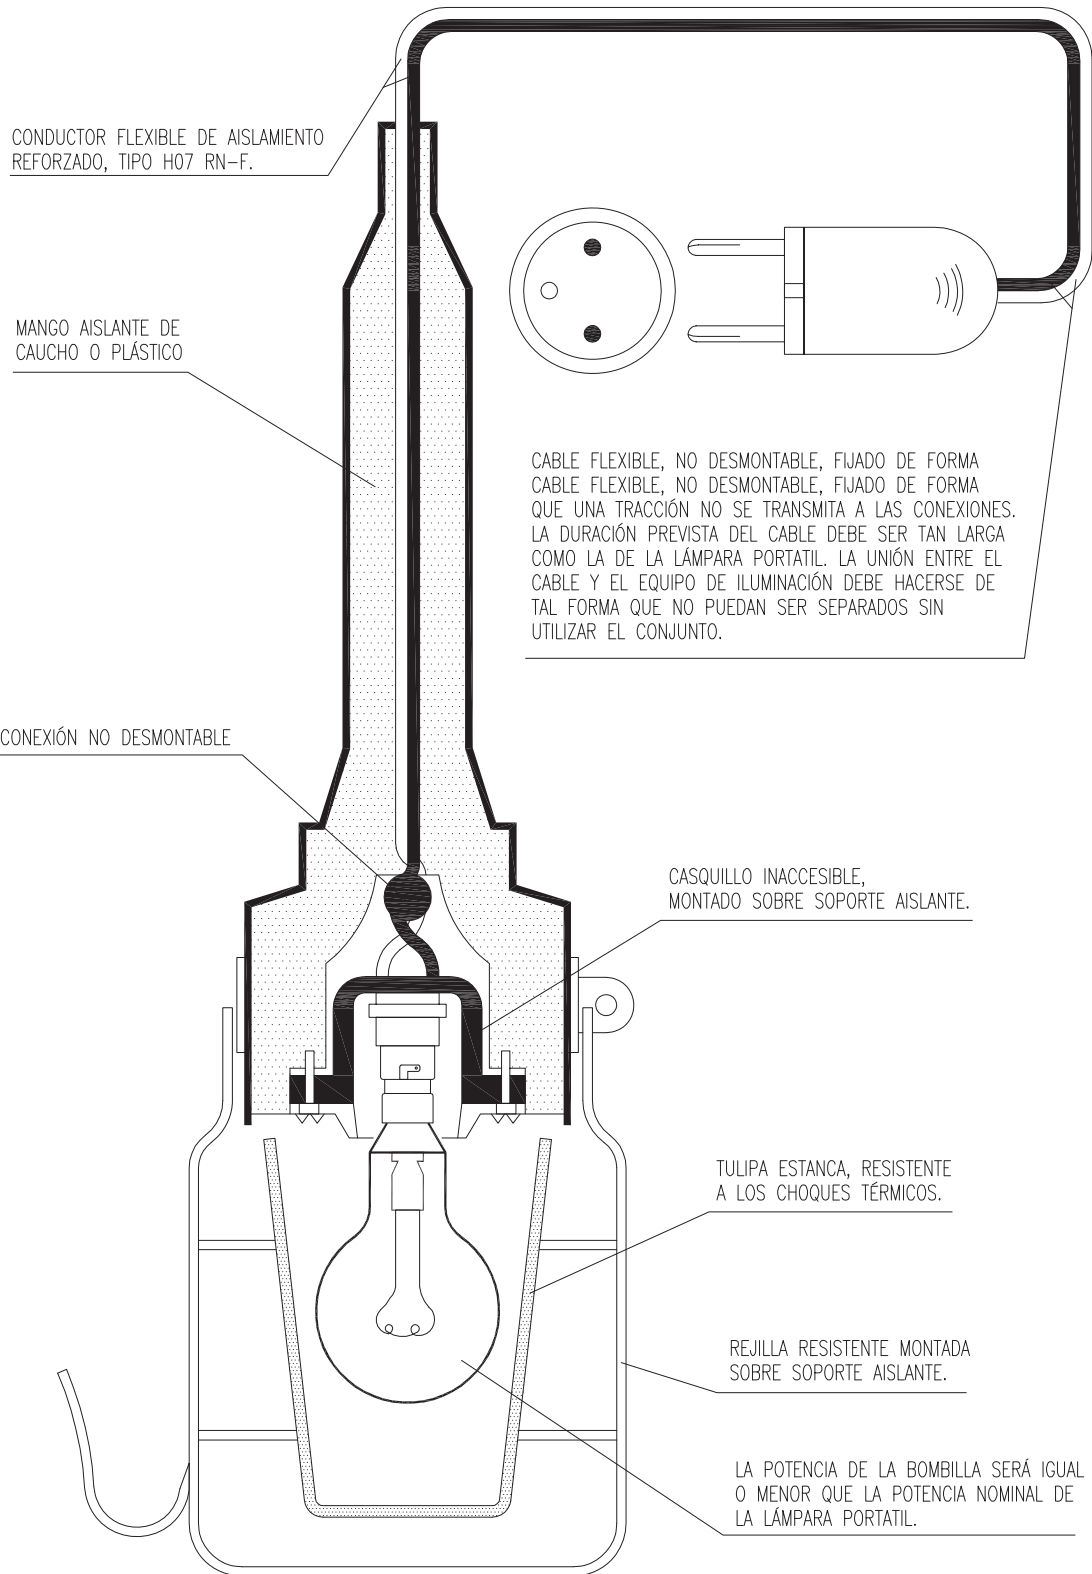 CONDUCTOR FLEXIBLE DE AISLAMIENTO
REFORZADO, TIPO H07 RN-F.
MANGO AISLANTE DE
CAUCHO O PLÁSTICO
CABLE FLEXIBLE, NO DESMONTABLE, FIJADO DE FORMA
CABLE FLEXIBLE, NO DESMONTABLE, FIJADO DE FORMA
QUE UNA TRACCIÓN NO SE TRANSMITA A LAS CONEXIONES.
LA DURACIÓN PREVISTA DEL CABLE DEBE SER TAN LARGA
COMO LA DE LA LÁMPARA PORTATIL. LA UNIÓN ENTRE EL
CABLE Y EL EQUIPO DE ILUMINACIÓN DEBE HACERSE DE
TAL FORMA QUE NO PUEDAN SER SEPARADOS SIN
UTILIZAR EL CONJUNTO.
CONEXIÓN NO DESMONTABLE
CASQUILLO INACCESIBLE,
MONTADO SOBRE SOPORTE AISLANTE.
TULIPA ESTANCA, RESISTENTE
A LOS CHOQUES TÉRMICOS.
REJILLA RESISTENTE MONTADA
SOBRE SOPORTE AISLANTE.
LA POTENCIA DE LA BOMBILLA SERÁ IGUAL
O MENOR QUE LA POTENCIA NOMINAL DE
LA LÁMPARA PORTATIL.